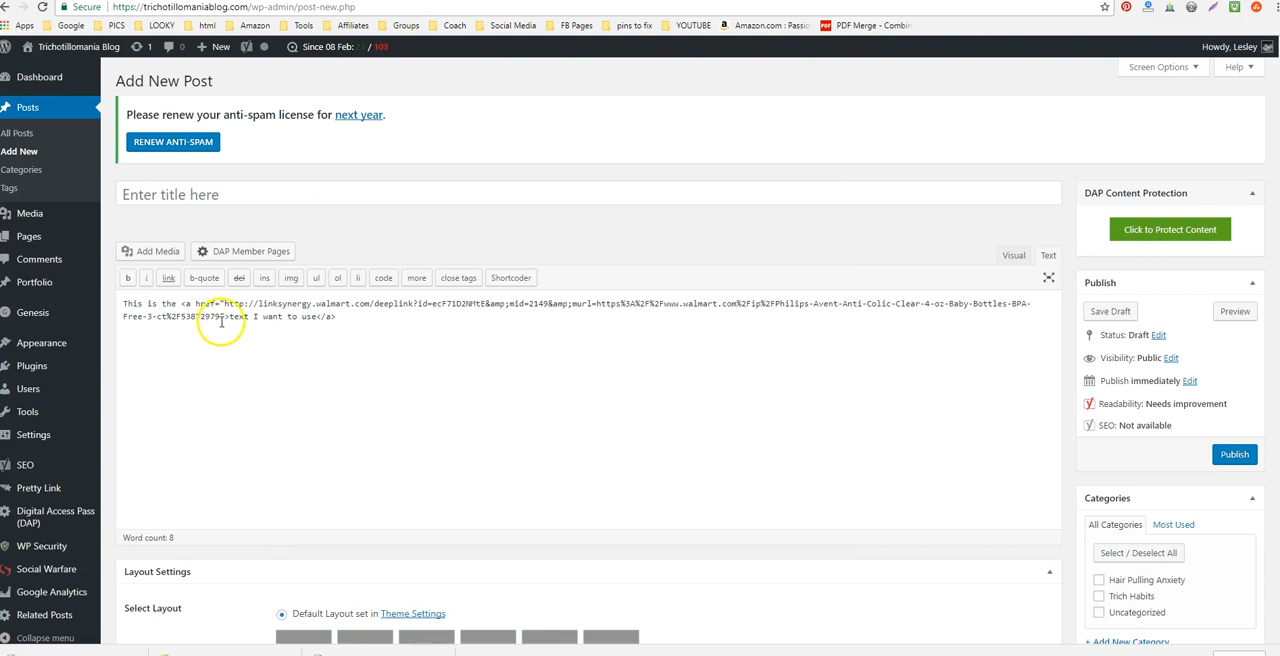 Secure https://trichotillomaniablog.com/wp-admin/post-new.php
Apps Google PICS LOOKY html Amazon Tools Affiliates Groups Coach Social Media FB Pages pins to fix YOUTUBE Amazon.com : Passio PDF PDF Merge - Combin
Trichotillomania Blog 1 0 New Since 08 Feb: 21 / 103 Howdy, Lesley
Screen Options Help
Dashboard
Posts
All Posts
Add New
Categories
Tags
Media
Pages
Comments
Portfolio
Genesis
Appearance
Plugins
Users
Tools
Settings
SEO
Pretty Link
Digital Access Pass
(DAP)
WP Security
Social Warfare
Google Analytics
Related Posts
Collapse menu
Add New Post
Please renew your anti-spam license for next year.
RENEW ANTI-SPAM
Enter title here
Add Media DAP Member Pages Visual Text
b i link b-quote del ins img ul ol li code more close tags Shortcoder
This is the <a href="http://linksynergy.walmart.com/deeplink?id=ecF71D2NMtE&amp;mid=2149&amp;murl=https%3A%2F%2Fwww.walmart.com%2Fip%2FPhilips-Avent-Anti-Colic-Clear-4-oz-Baby-Bottles-BPA-
Free-3-ct%2F53872979">text I want to use</a>
Word count: 8
Layout Settings
Select Layout Default Layout set in Theme Settings
DAP Content Protection
Click to Protect Content
Publish
Save Draft Preview
Status: Draft Edit
Visibility: Public Edit
Publish immediately Edit
Readability: Needs improvement
SEO: Not available
Publish
Categories
All Categories Most Used
Select / Deselect All
Hair Pulling Anxiety
Trich Habits
Uncategorized
+ Add New Category